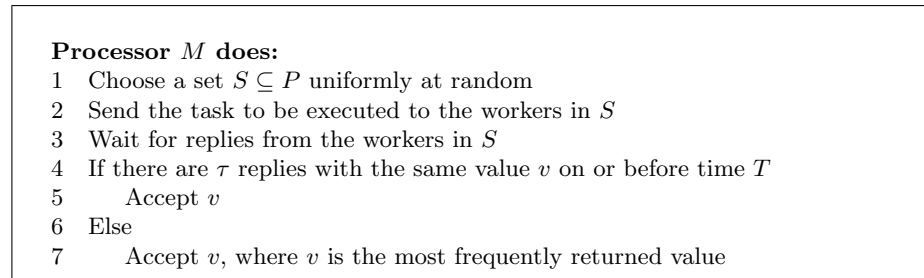 Processor M does:
1 Choose a set S ⊆ P uniformly at random
2 Send the task to be executed to the workers in S
3 Wait for replies from the workers in S
4 If there are τ replies with the same value v on or before time T
5 Accept v
6 Else
7 Accept v, where v is the most frequently returned value